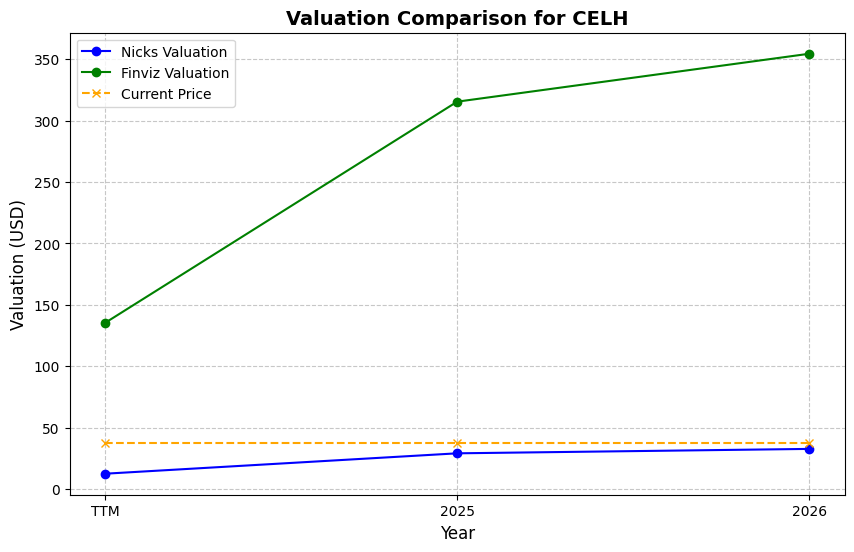 Valuation Comparison for CELH
Nicks Valuation
Finviz Valuation
Current Price
Valuation (USD)
350
300
250
200
150
100
50
0
TTM
2025
2026
Year